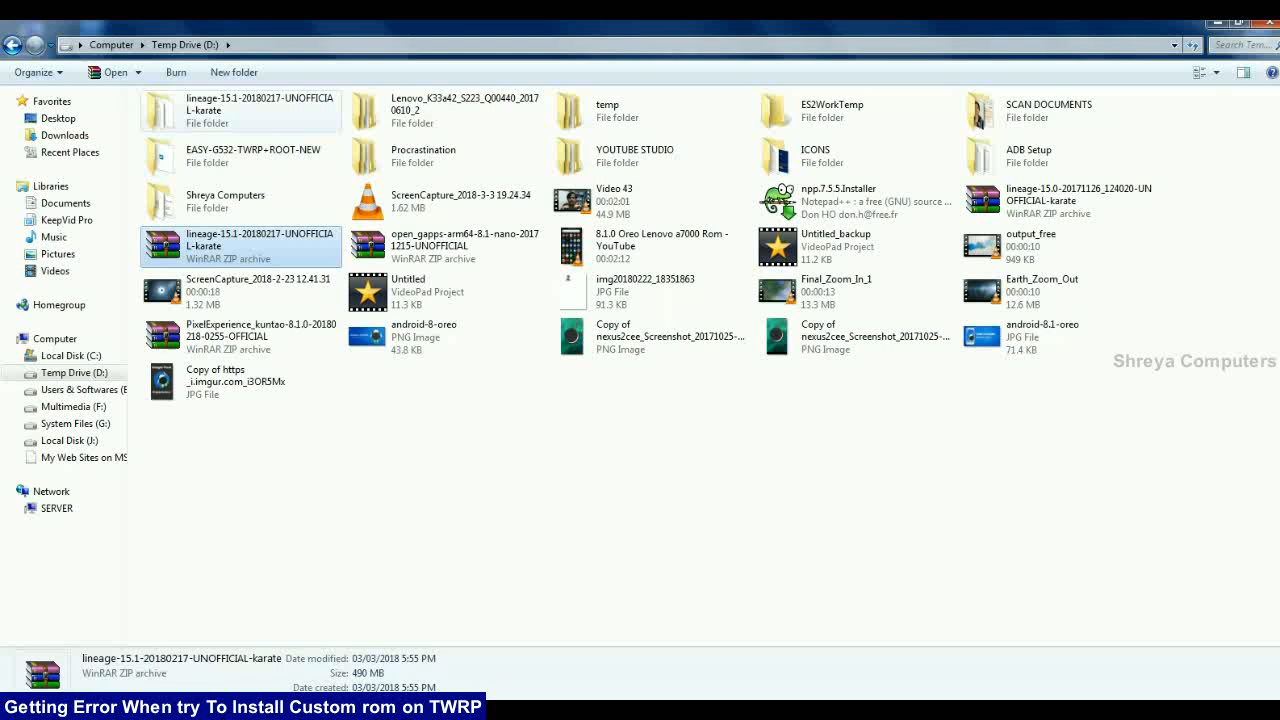 Computer
Temp Drive (D:)
Search Tem...
Organize
Open
Burn
New folder
Favorites
Desktop
Downloads
Recent Places
Libraries
Documents
KeepVid Pro
Music
Pictures
Videos
Homegroup
Computer
Local Disk (C:)
Temp Drive (D:)
Users & Softwares (E
Multimedia (F:)
System Files (G:)
Local Disk (J:)
My Web Sites on MS
Network
SERVER
lineage-15.1-20180217-UNOFFICIA
L-karate
File folder
Lenovo_K33a42_S223_Q00440_2017
0610_2
File folder
temp
File folder
ES2WorkTemp
File folder
SCAN DOCUMENTS
File folder
EASY-G532-TWRP+ROOT-NEW
File folder
Procrastination
File folder
YOUTUBE STUDIO
File folder
ICONS
File folder
ADB Setup
File folder
Shreya Computers
File folder
ScreenCapture_2018-3-3 19.24.34
1.62 MB
Video 43
00:02:01
44.9 MB
npp.7.5.5.Installer
Notepad++ : a free (GNU) source ...
Don HO don.h@free.fr
lineage-15.0-20171126_124020-UN
OFFICIAL-karate
WinRAR ZIP archive
lineage-15.1-20180217-UNOFFICIA
L-karate
WinRAR ZIP archive
open_gapps-arm64-8.1-nano-2017
1215-UNOFFICIAL
WinRAR ZIP archive
8.1.0 Oreo Lenovo a7000 Rom -
YouTube
00:02:12
Untitled_backup
VideoPad Project
11.2 KB
output_free
00:00:10
949 KB
ScreenCapture_2018-2-23 12.41.31
00:00:18
1.32 MB
Untitled
VideoPad Project
11.3 KB
img20180222_18351863
JPG File
91.3 KB
Final_Zoom_In_1
00:00:13
13.3 MB
Earth_Zoom_Out
00:00:10
12.6 MB
PixelExperience_kuntao-8.1.0-20180
218-0255-OFFICIAL
WinRAR ZIP archive
android-8-oreo
PNG Image
43.8 KB
Copy of
nexus2cee_Screenshot_20171025-...
PNG Image
Copy of
nexus2cee_Screenshot_20171025-...
PNG Image
android-8.1-oreo
JPG File
71.4 KB
Copy of https
_i.imgur.com_i3OR5Mx
JPG File
Shreya Computers
lineage-15.1-20180217-UNOFFICIAL-karate Date modified: 03/03/2018 5:55 PM
WinRAR ZIP archive Size: 490 MB
Date created: 03/03/2018 5:55 PM
Getting Error When try To Install Custom rom on TWRP